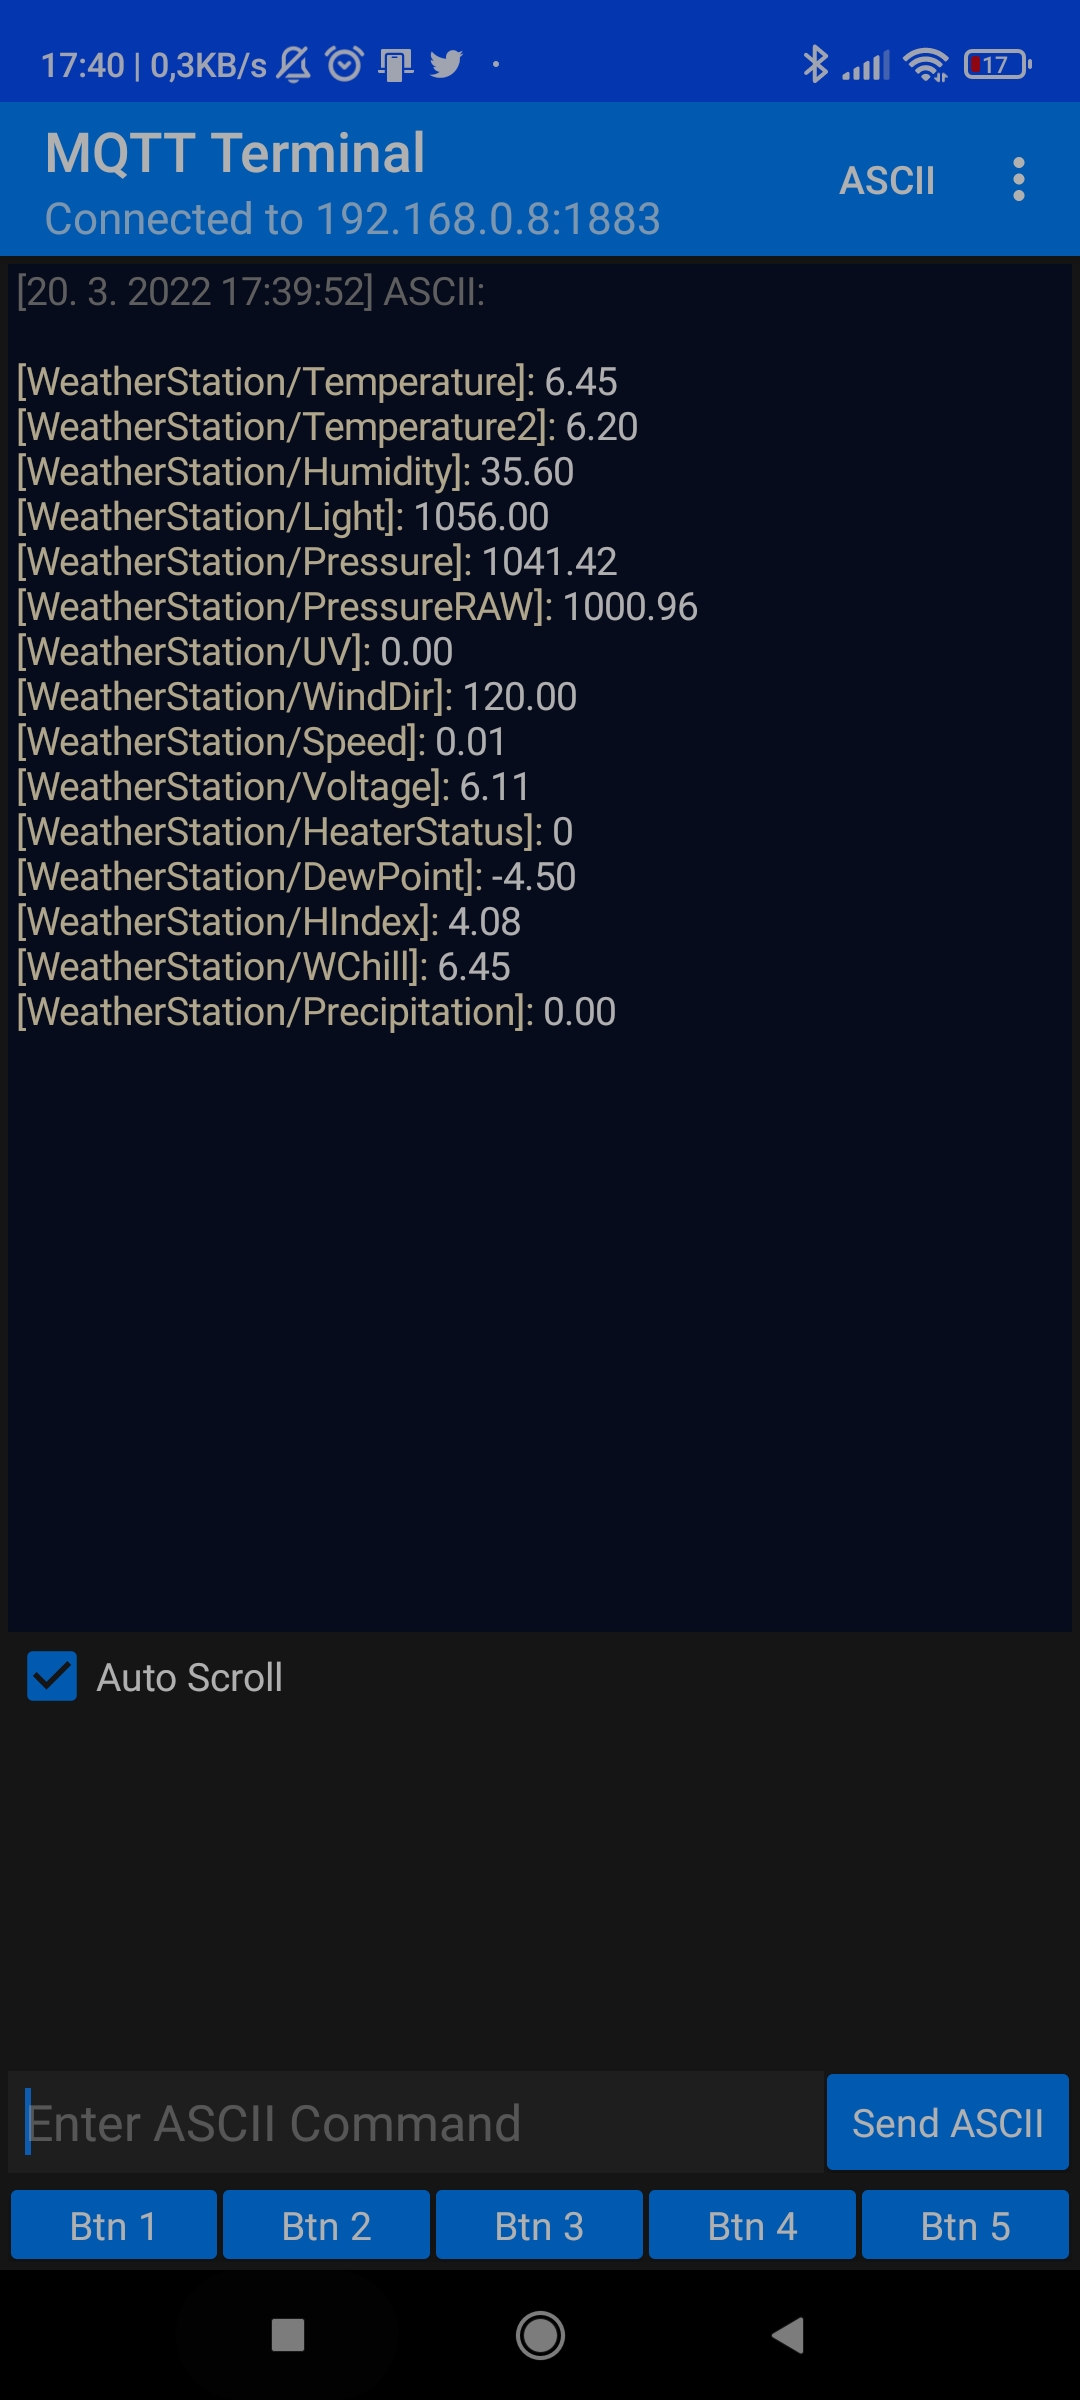 17:40 | 0,3KB/s
17
MQTT Terminal
ASCII
Connected to 192.168.0.8:1883
[20. 3. 2022 17:39:52] ASCII:
[WeatherStation/Temperature]: 6.45
[WeatherStation/Temperature2]: 6.20
[WeatherStation/Humidity]: 35.60
[WeatherStation/Light]: 1056.00
[WeatherStation/Pressure]: 1041.42
[WeatherStation/PressureRAW]: 1000.96
[WeatherStation/UV]: 0.00
[WeatherStation/WindDir]: 120.00
[WeatherStation/Speed]: 0.01
[WeatherStation/Voltage]: 6.11
[WeatherStation/HeaterStatus]: 0
[WeatherStation/DewPoint]: -4.50
[WeatherStation/HIndex]: 4.08
[WeatherStation/WChill]: 6.45
[WeatherStation/Precipitation]: 0.00
Auto Scroll
Enter ASCII Command
Send ASCII
Btn 1
Btn 2
Btn 3
Btn 4
Btn 5